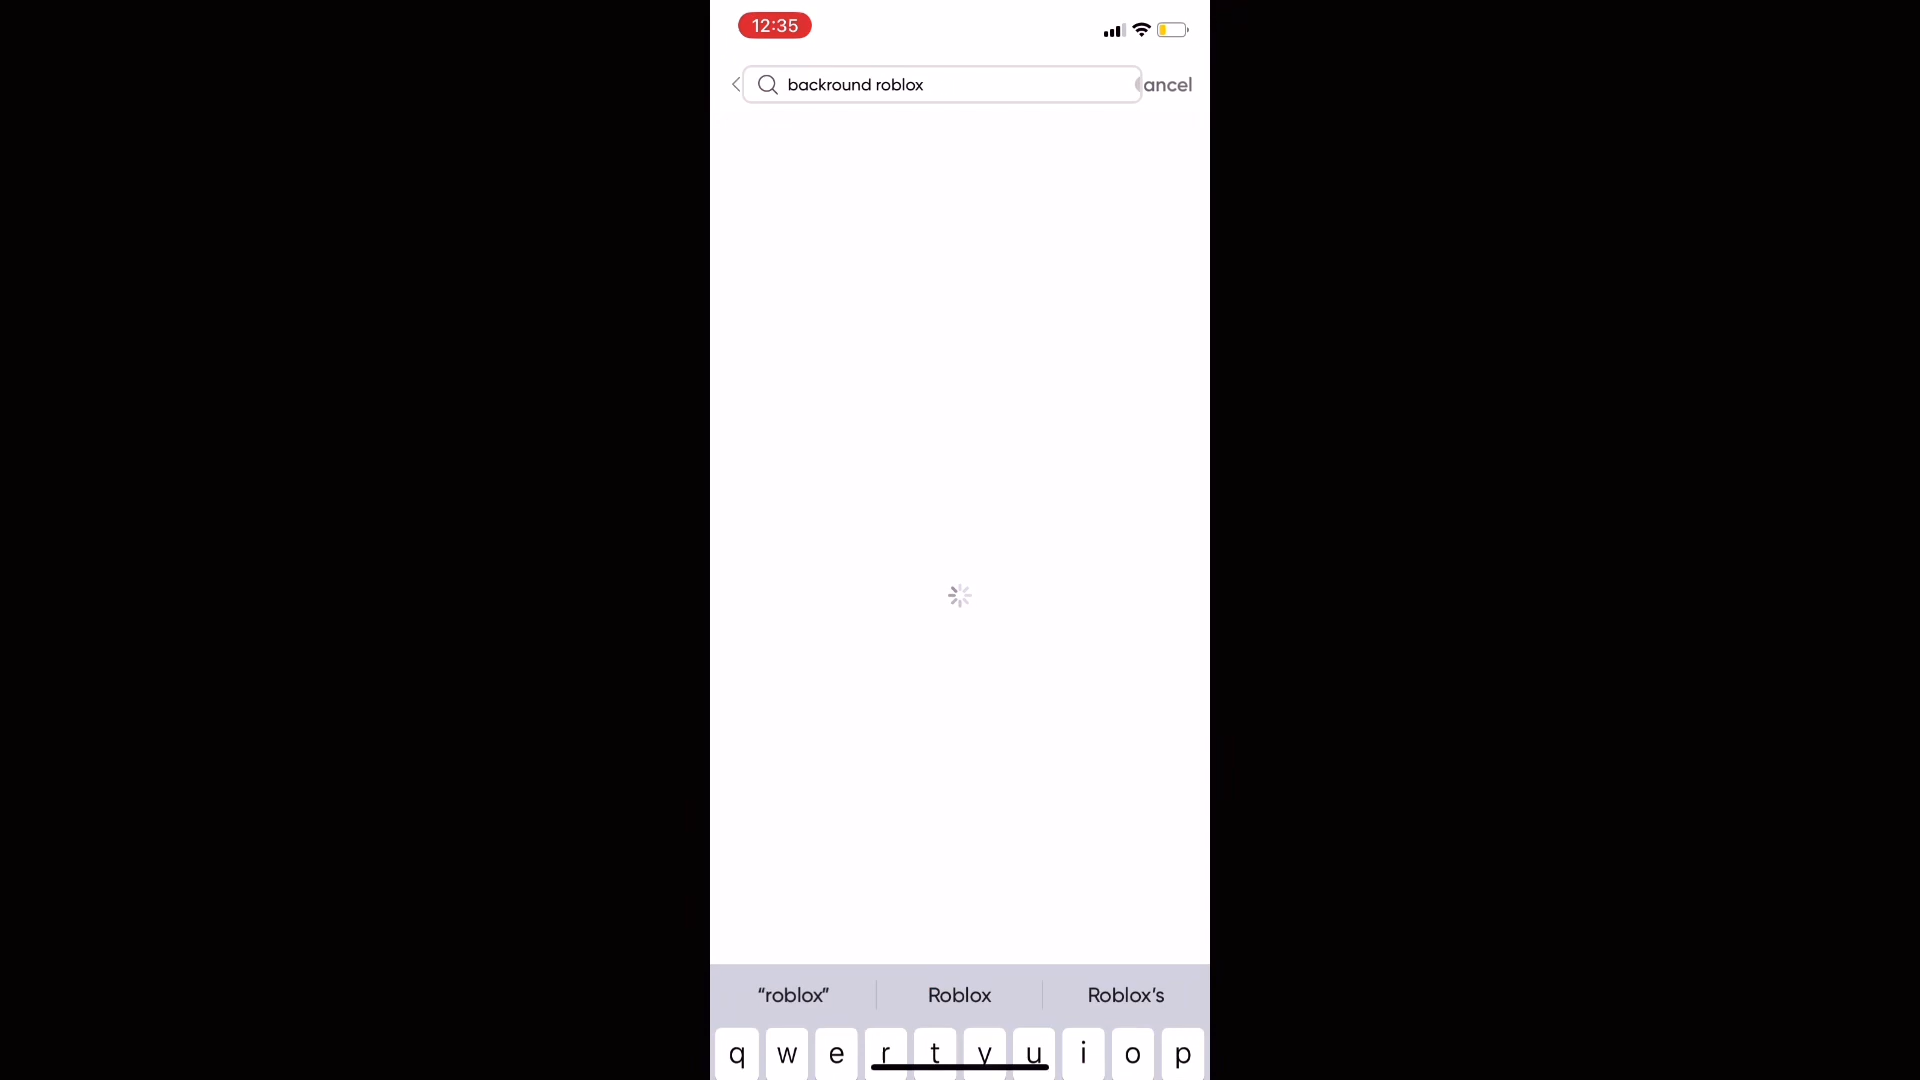 12:35
backround roblox
ancel
“roblox”
Roblox
Roblox’s
q w e r t y u i o p